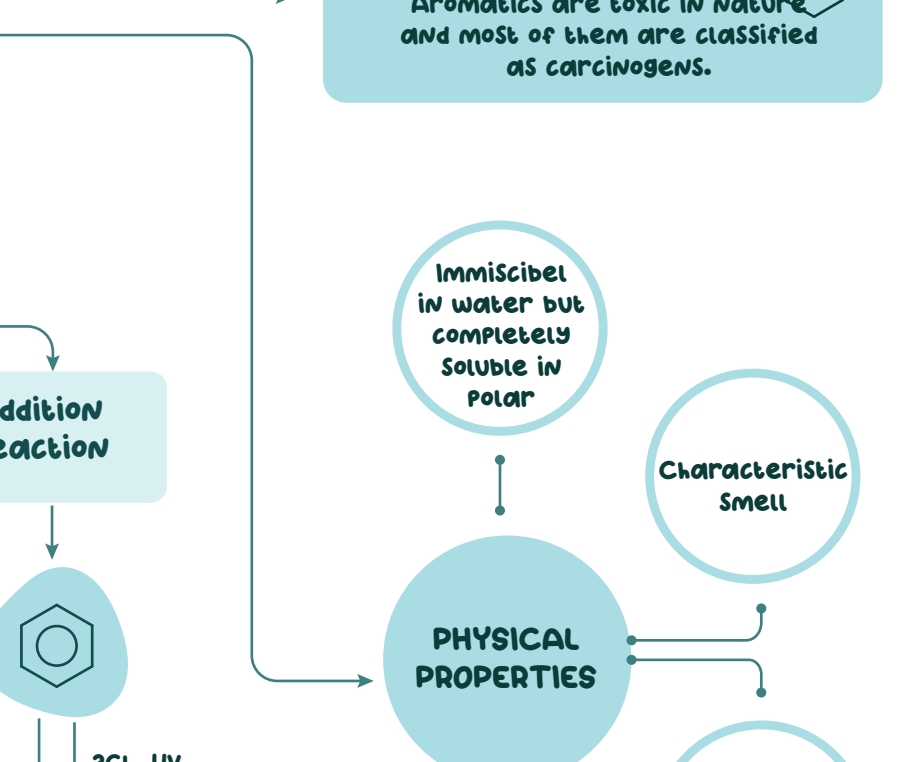 Aromatics are toxic in nature
and most of them are classified
as carcinogens.
Immiscibel
in water but
completely
soluble in
polar
Characteristic
smell
ddition
eaction
PHYSICAL
PROPERTIES